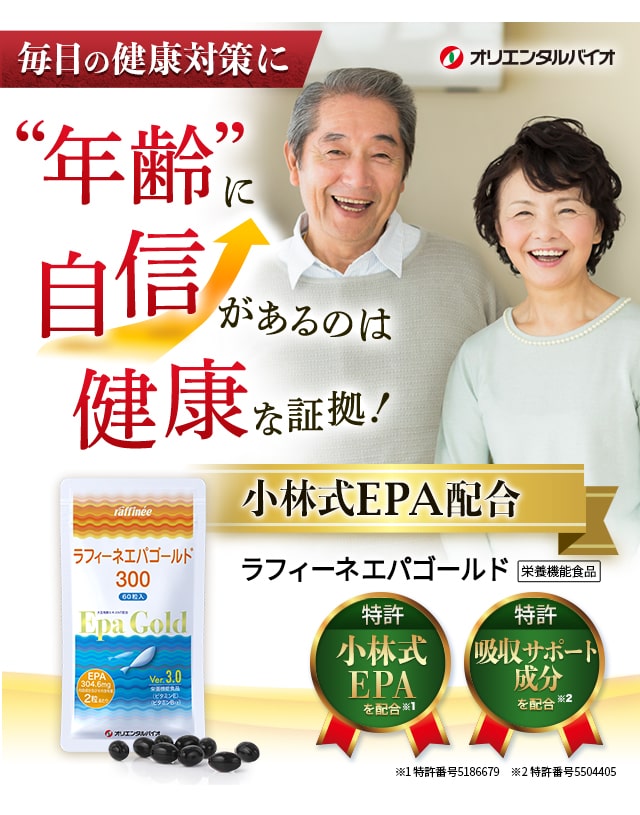 毎日の健康対策に
オリエンタルバイオ
“年齢”に
自信があるのは
健康な証拠！
小林式EPA配合
ラフィーネエパゴールド 栄養機能食品
raffinée
ラフィーネエパゴールド®
300
60粒入
Epa Gold
Ver. 3.0
栄養機能食品
(ビタミンE)
EPA
304.6mg
2粒
オリエンタルバイオ
特許
小林式
EPA
を配合※1
特許
吸収サポート
成分
を配合※2
※1 特許番号5186679 ※2 特許番号5504405